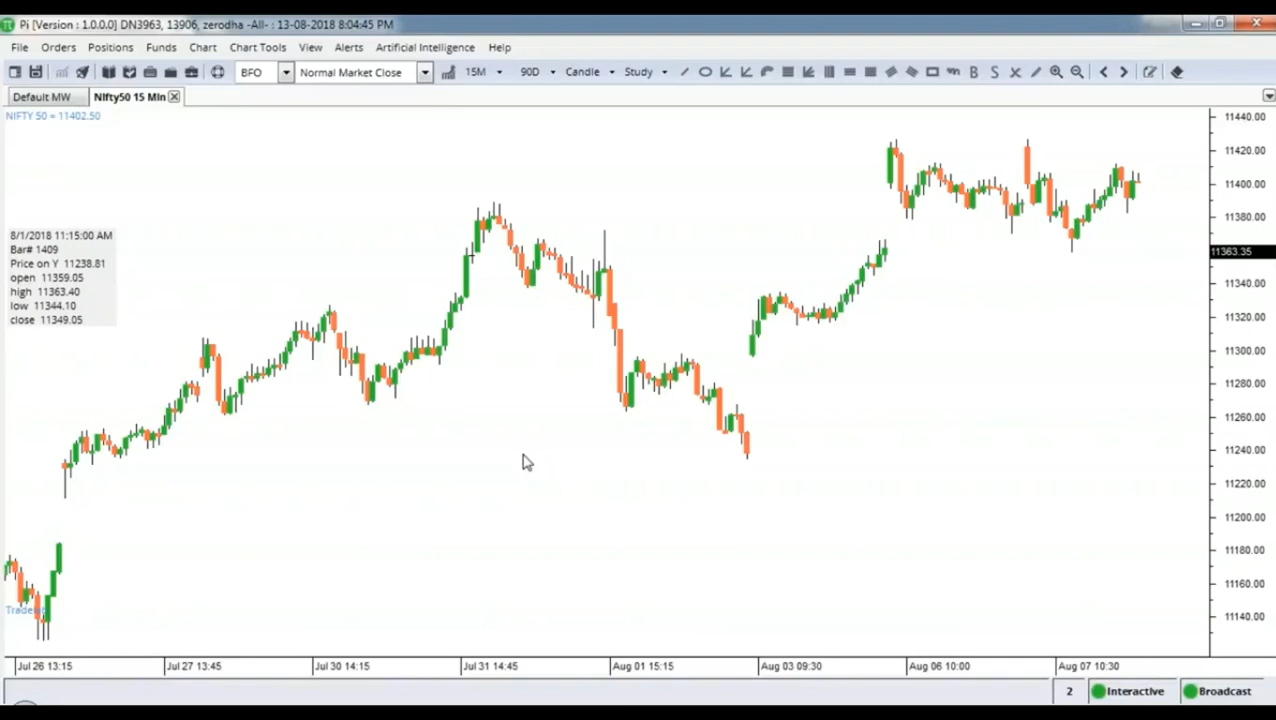 Pi [Version : 1.0.0.0] DN3963, 13906, zerodha -All- : 13-08-2018 8:04:45 PM
File Orders Positions Funds Chart Chart Tools View Alerts Artificial Intelligence Help
BFO Normal Market Close 15M 90D Candle Study B S
Default MW Nifty50 15 Min
NIFTY 50 = 11402.50
11440.00
11420.00
11400.00
11380.00
11363.35
11340.00
11320.00
11300.00
11280.00
11260.00
11240.00
11220.00
11200.00
11180.00
11160.00
11140.00
8/1/2018 11:15:00 AM
Bar# 1409
Price on Y 11238.81
open 11359.05
high 11363.40
low 11344.10
close 11349.05
Jul 26 13:15 Jul 27 13:45 Jul 30 14:15 Jul 31 14:45 Aug 01 15:15 Aug 03 09:30 Aug 06 10:00 Aug 07 10:30
2 Interactive Broadcast